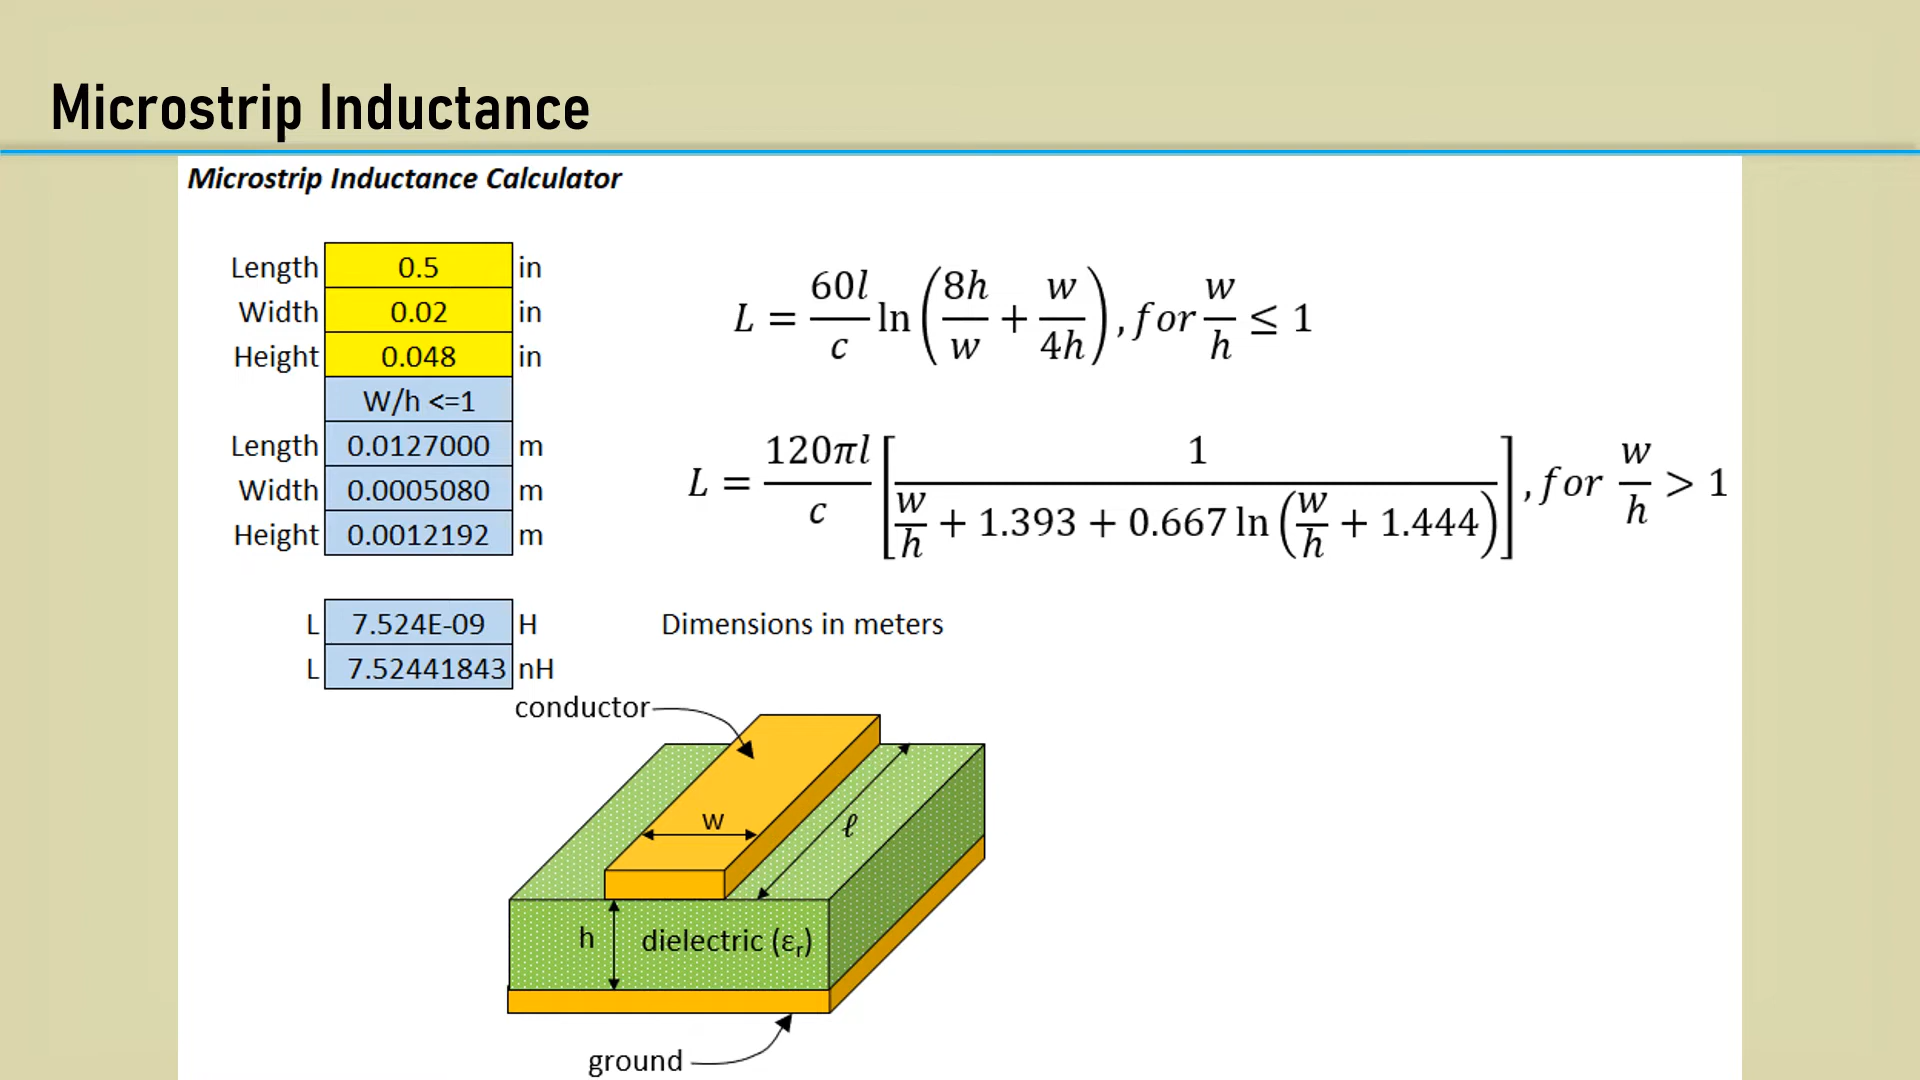 Microstrip Inductance
Microstrip Inductance Calculator
Length 0.5 in
Width 0.02 in
Height 0.048 in
W/h <=1
Length 0.0127000 m
Width 0.0005080 m
Height 0.0012192 m
L 7.524E-09 H
L 7.52441843 nH
L = 60l/c ln(8h/w + w/4h), for w/h ≤ 1
L = 120πl/c [1/(w/h + 1.393 + 0.667 ln(w/h + 1.444))], for w/h > 1
Dimensions in meters
conductor
w
ℓ
h
dielectric (εr)
ground